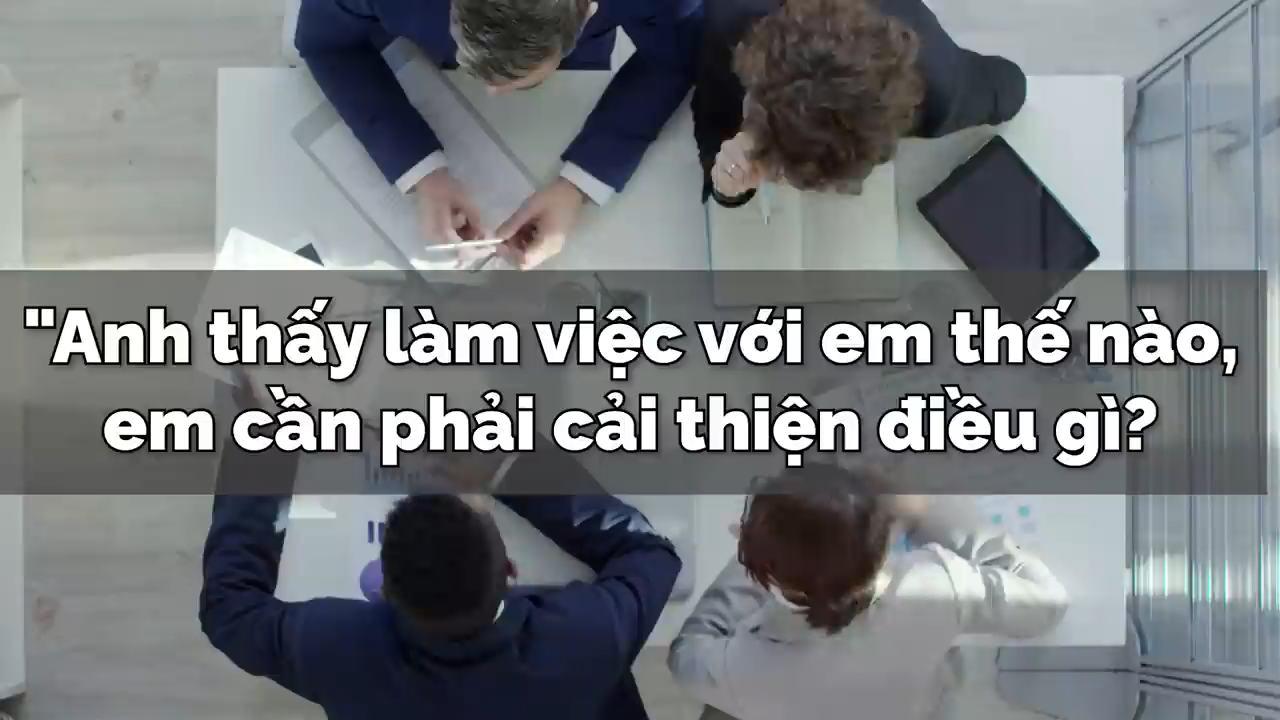 "Anh thấy làm việc với em thế nào,
em cần phải cải thiện điều gì?